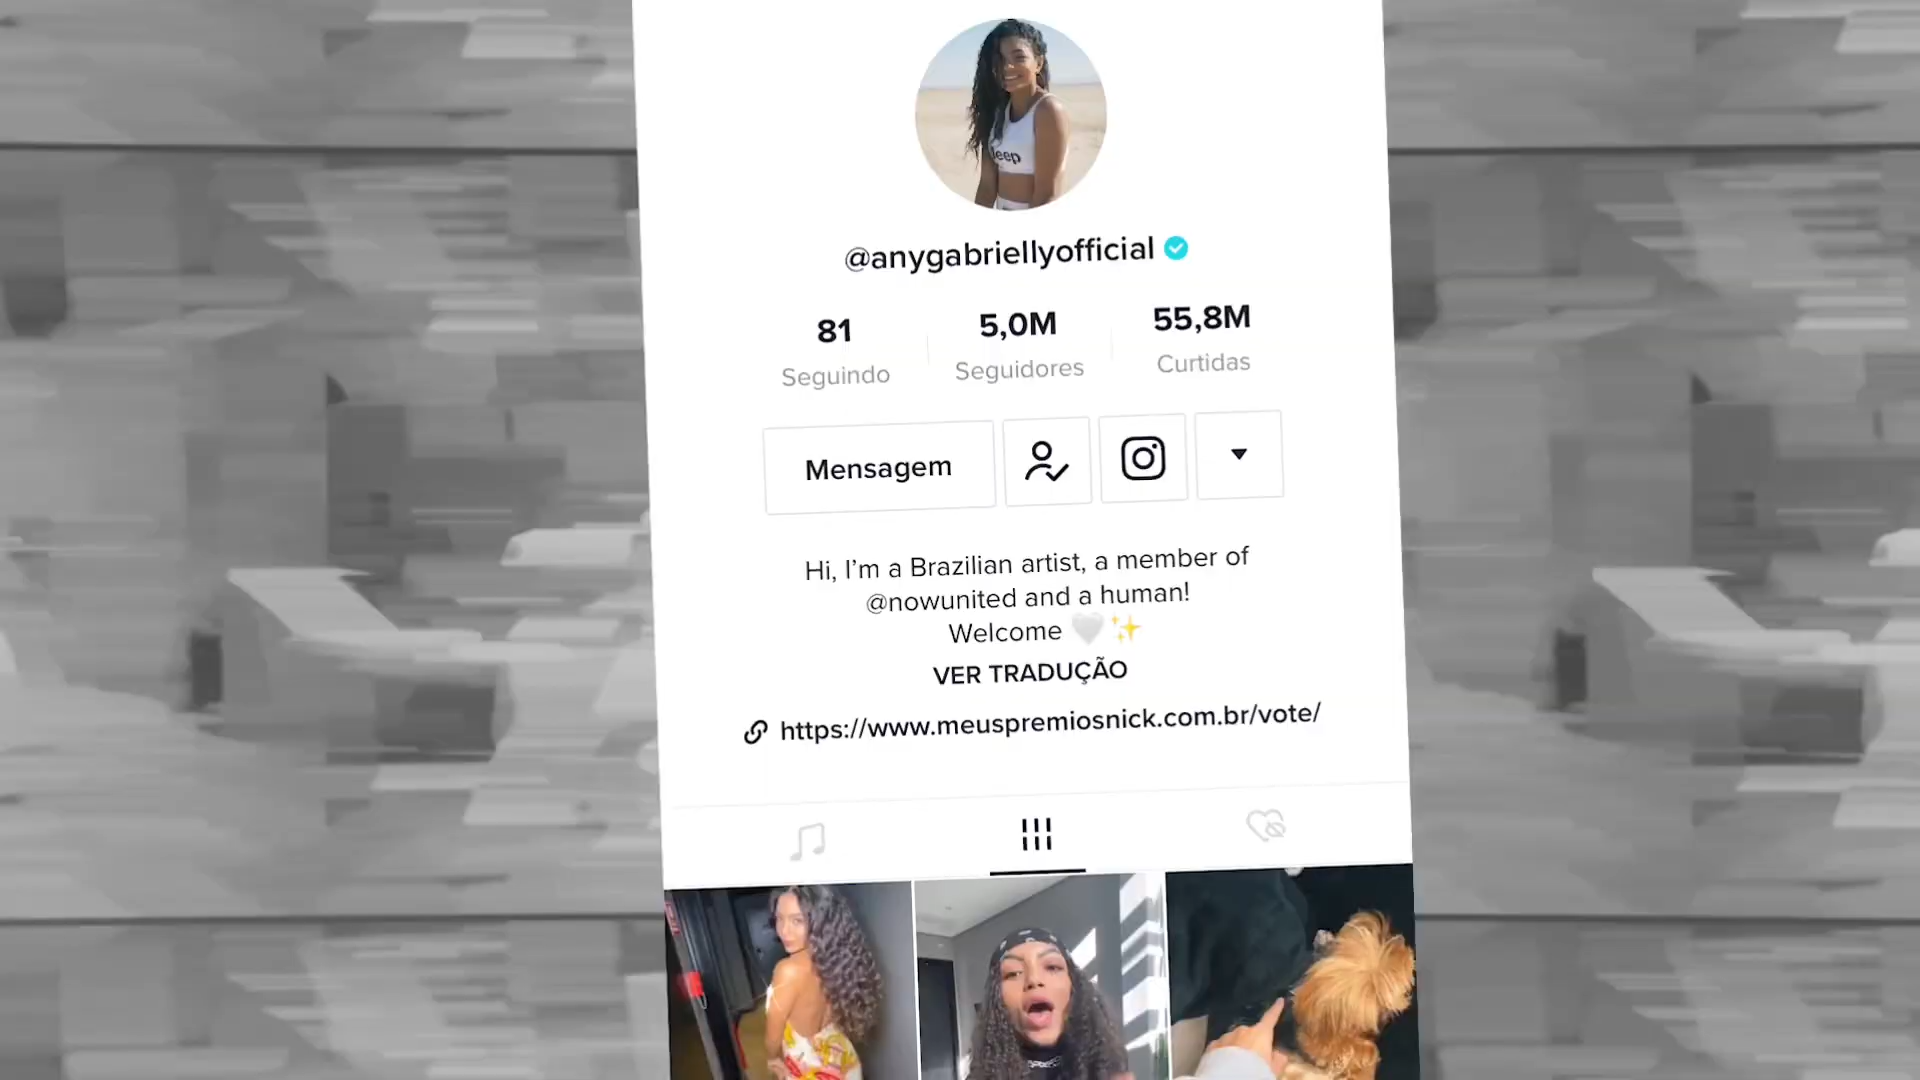 Jeep
@anygabriellyofficial
81 5,0M 55,8M
Seguindo Seguidores Curtidas
Mensagem
Hi, I'm a Brazilian artist, a member of
@nowunited and a human!
Welcome 🤍✨
VER TRADUÇÃO
https://www.meuspremiosnick.com.br/vote/